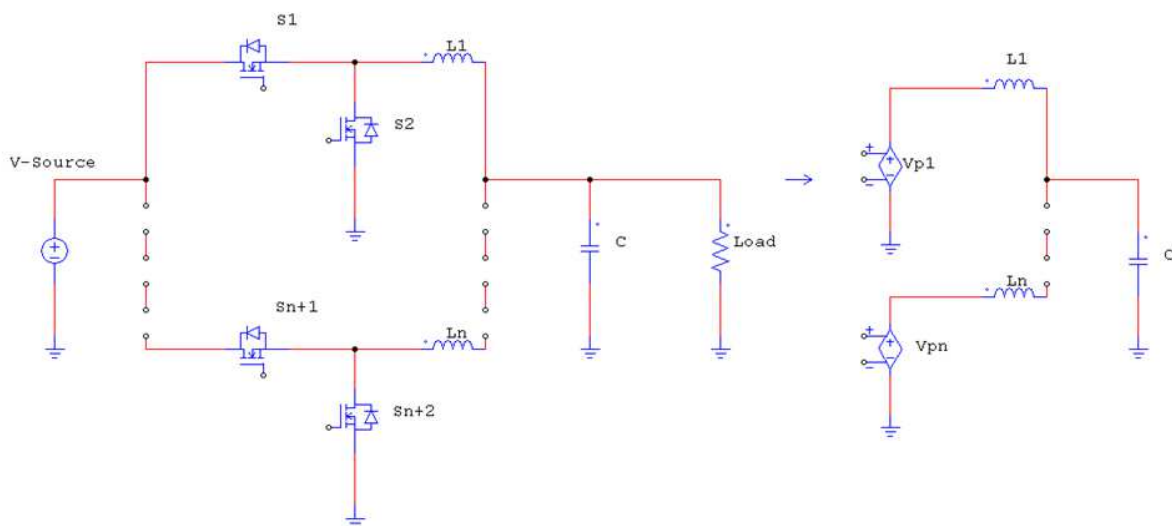 S1
L1
S2
V-Source
C
Load
Sn+1
Ln
Sn+2
L1
Vp1
C
Ln
Vpn